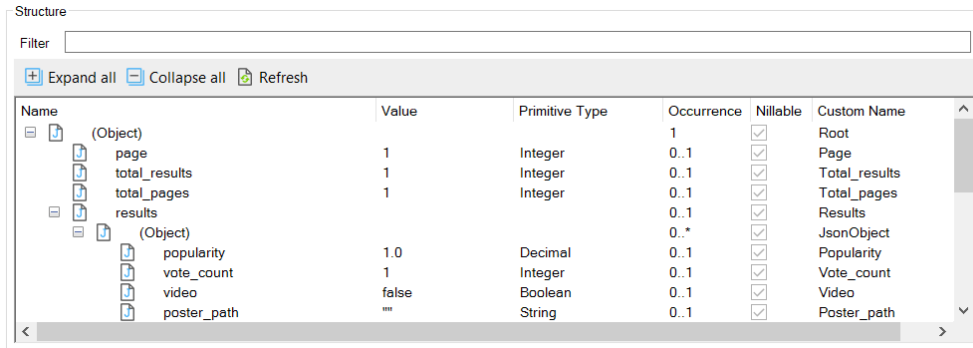 Structure
Filter
Expand all Collapse all Refresh
Name Value Primitive Type Occurrence Nillable Custom Name
(Object) 1 Root
page 1 Integer 0..1 Page
total_results 1 Integer 0..1 Total_results
total_pages 1 Integer 0..1 Total_pages
results 0..1 Results
(Object) 0..* JsonObject
popularity 1.0 Decimal 0..1 Popularity
vote_count 1 Integer 0..1 Vote_count
video false Boolean 0..1 Video
poster_path "" String 0..1 Poster_path